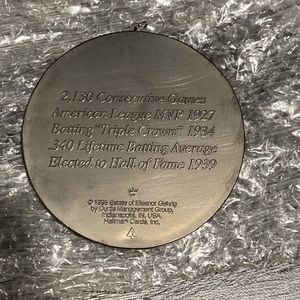 2,130 Consecutive Games
American League MVP 1927
Batting "Triple Crown" 1934
.340 Lifetime Batting Average
Elected to Hall of Fame 1939
© 1995 Estate of Eleanor Gehrig
by Curtis Management Group,
Indianapolis, IN, USA
Hallmark Cards, Inc.